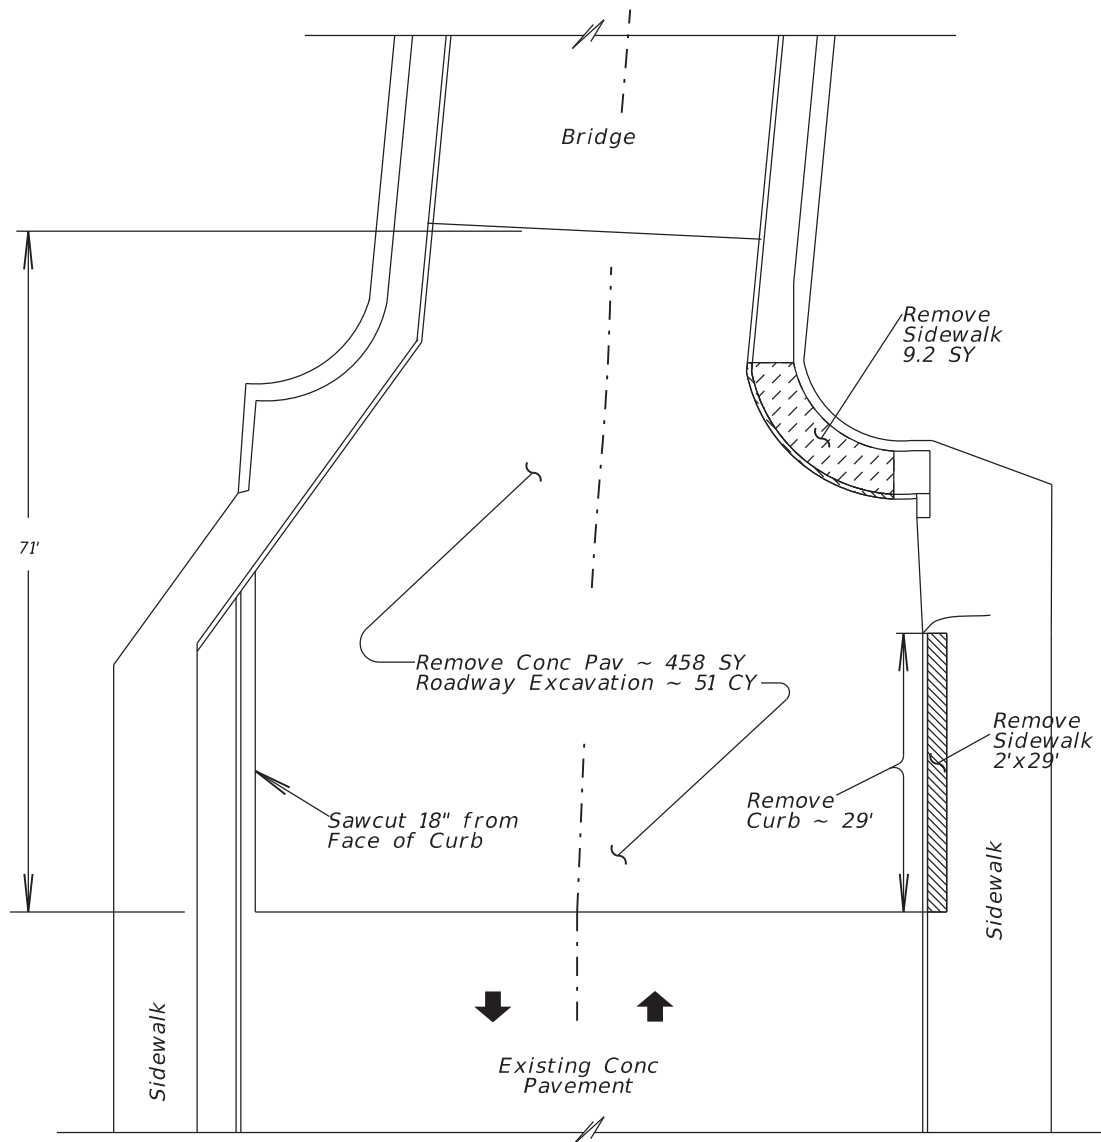 Bridge
Remove
Sidewalk
9.2 SY
71'
Remove Conc Pav ~ 458 SY
Roadway Excavation ~ 51 CY
Remove
Sidewalk
2'x29'
Remove
Curb ~ 29'
Sawcut 18" from
Face of Curb
Sidewalk
Sidewalk
Existing Conc
Pavement